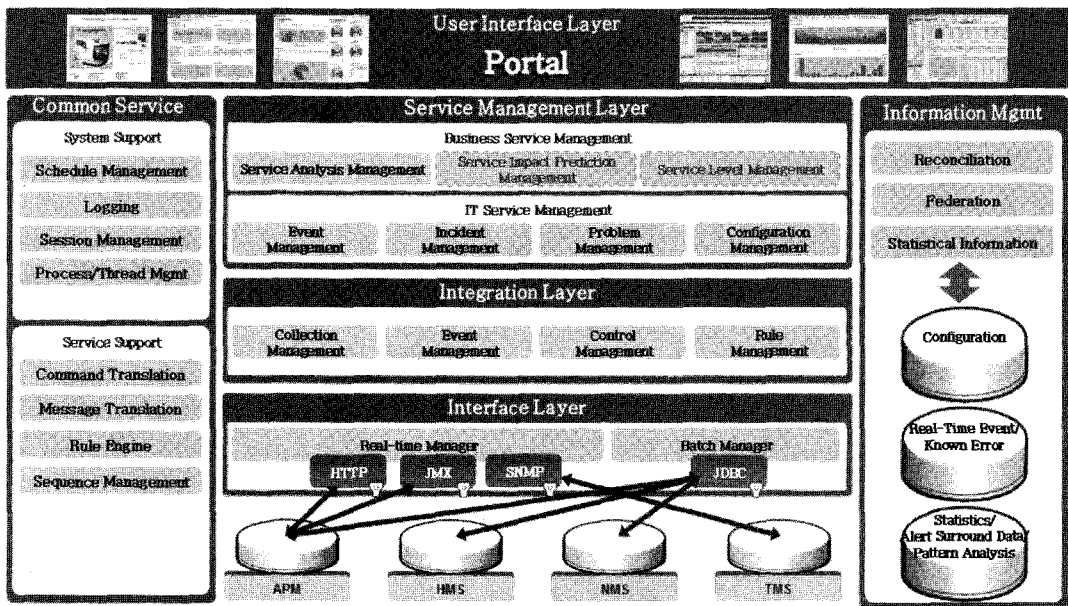 User Interface Layer
Portal
Common Service
System Support
Schedule Management
Logging
Session Management
Process/Thread Mgmt
Service Support
Command Translation
Message Translation
Rule Engine
Sequence Management
Service Management Layer
Business Service Management
Service Analysis Management
Service Impact Prediction
Management
Service Level Management
IT Service Management
Event
Management
Incident
Management
Problem
Management
Configuration
Management
Integration Layer
Collection
Management
Event
Management
Control
Management
Rule
Management
Interface Layer
Real-time Manager
Batch Manager
HTTP
JMX
SNMP
JDBC
APM
HMS
NMS
TMS
Information Mgmt
Reconciliation
Federation
Statistical Information
Configuration
Real-Time Event/
Known Error
Statistics/
Alert Surround Data/
Pattern Analysis